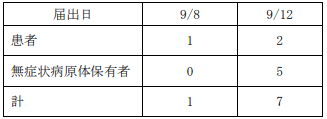 届出日 9/8 9/12
患者 1 2
無症状病原体保有者 0 5
計 1 7